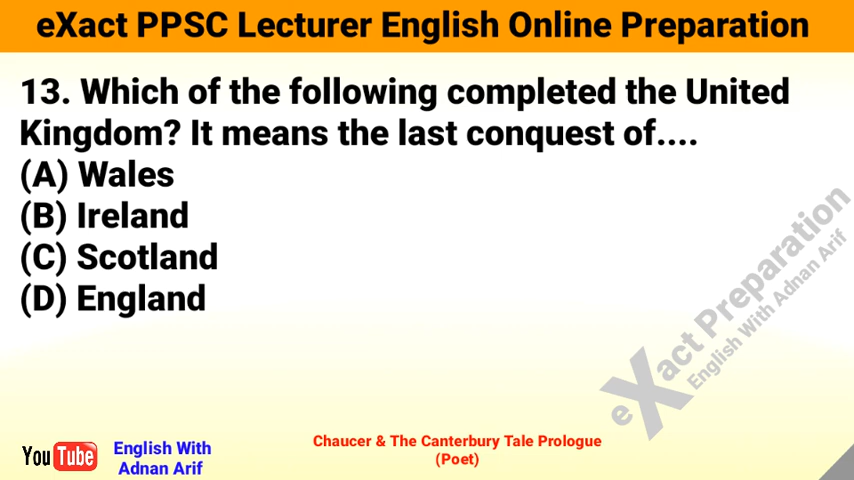 eXact PPSC Lecturer English Online Preparation
13. Which of the following completed the United
Kingdom? It means the last conquest of....
(A) Wales
(B) Ireland
(C) Scotland
(D) England
eXact Preparation
English With Adnan Arif
YouTube
English With
Adnan Arif
Chaucer & The Canterbury Tale Prologue
(Poet)